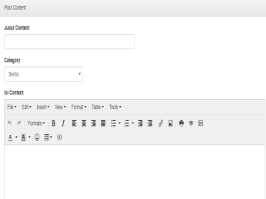 Post Content
Judul Content
Category
Berita
Isi Content
File Edit Insert View Format Table Tools
Formats B I
A A